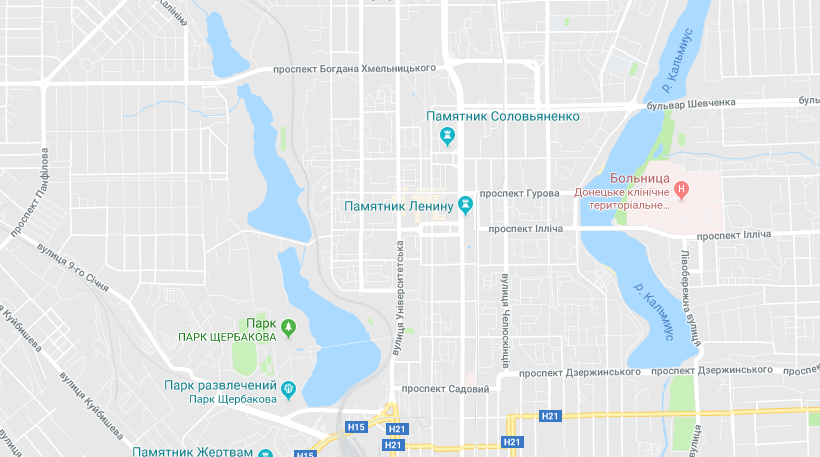 Калініна
проспект Богдана Хмельницького
р. Кальмиус
бульвар Шевченка
Памятник Соловьяненко
проспект Панфілова
Больница
Донецьке клінічне
територіальне...
проспект Гурова
Памятник Ленину
проспект Ілліча
проспект Ілліча
вулиця 9-го Січня
вулиця Університетська
вулиця Челюскінців
Лівобережна вулиця
р. Кальмиус
Парк
ПАРК ЩЕРБАКОВА
вулиця Куйбишева
проспект Дзержинського
проспект Дзержинського
Парк развлечений
Парк Щербакова
проспект Садовий
вулиця Куйбишева
H21
H15
H21
H21
H21
Памятник Жертвам
H15